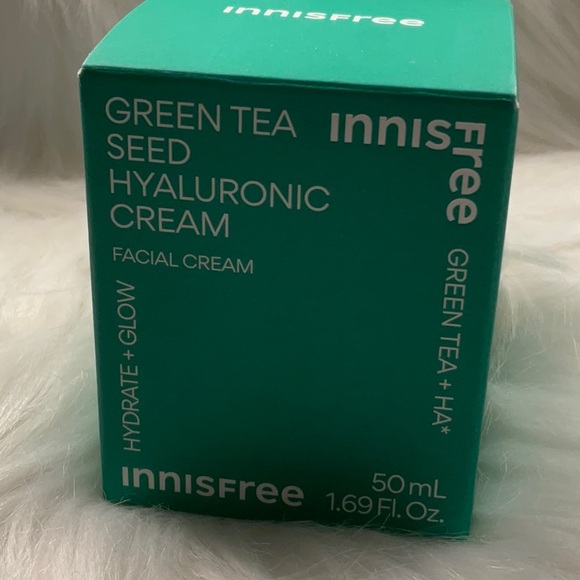 INNISFree
GREEN TEA
SEED
HYALURONIC
CREAM
FACIAL CREAM
INNISFree
GREEN TEA + HA*
HYDRATE + GLOW
INNISFree
50 mL
1.69 Fl. Oz.